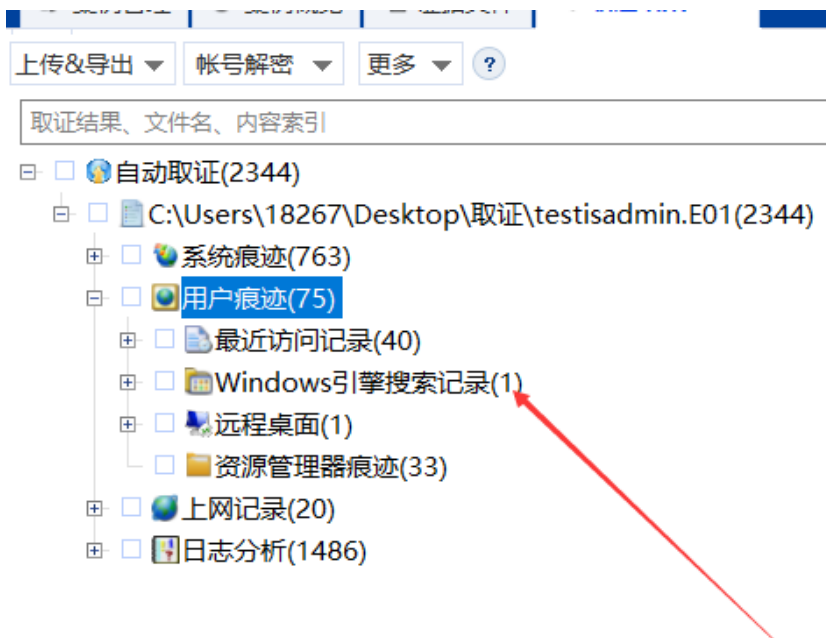 上传&导出 帐号解密 更多 ?
取证结果、文件名、内容索引
自动取证(2344)
C:\Users\18267\Desktop\取证\testisadmin.E01(2344)
系统痕迹(763)
用户痕迹(75)
最近访问记录(40)
Windows引擎搜索记录(1)
远程桌面(1)
资源管理器痕迹(33)
上网记录(20)
日志分析(1486)